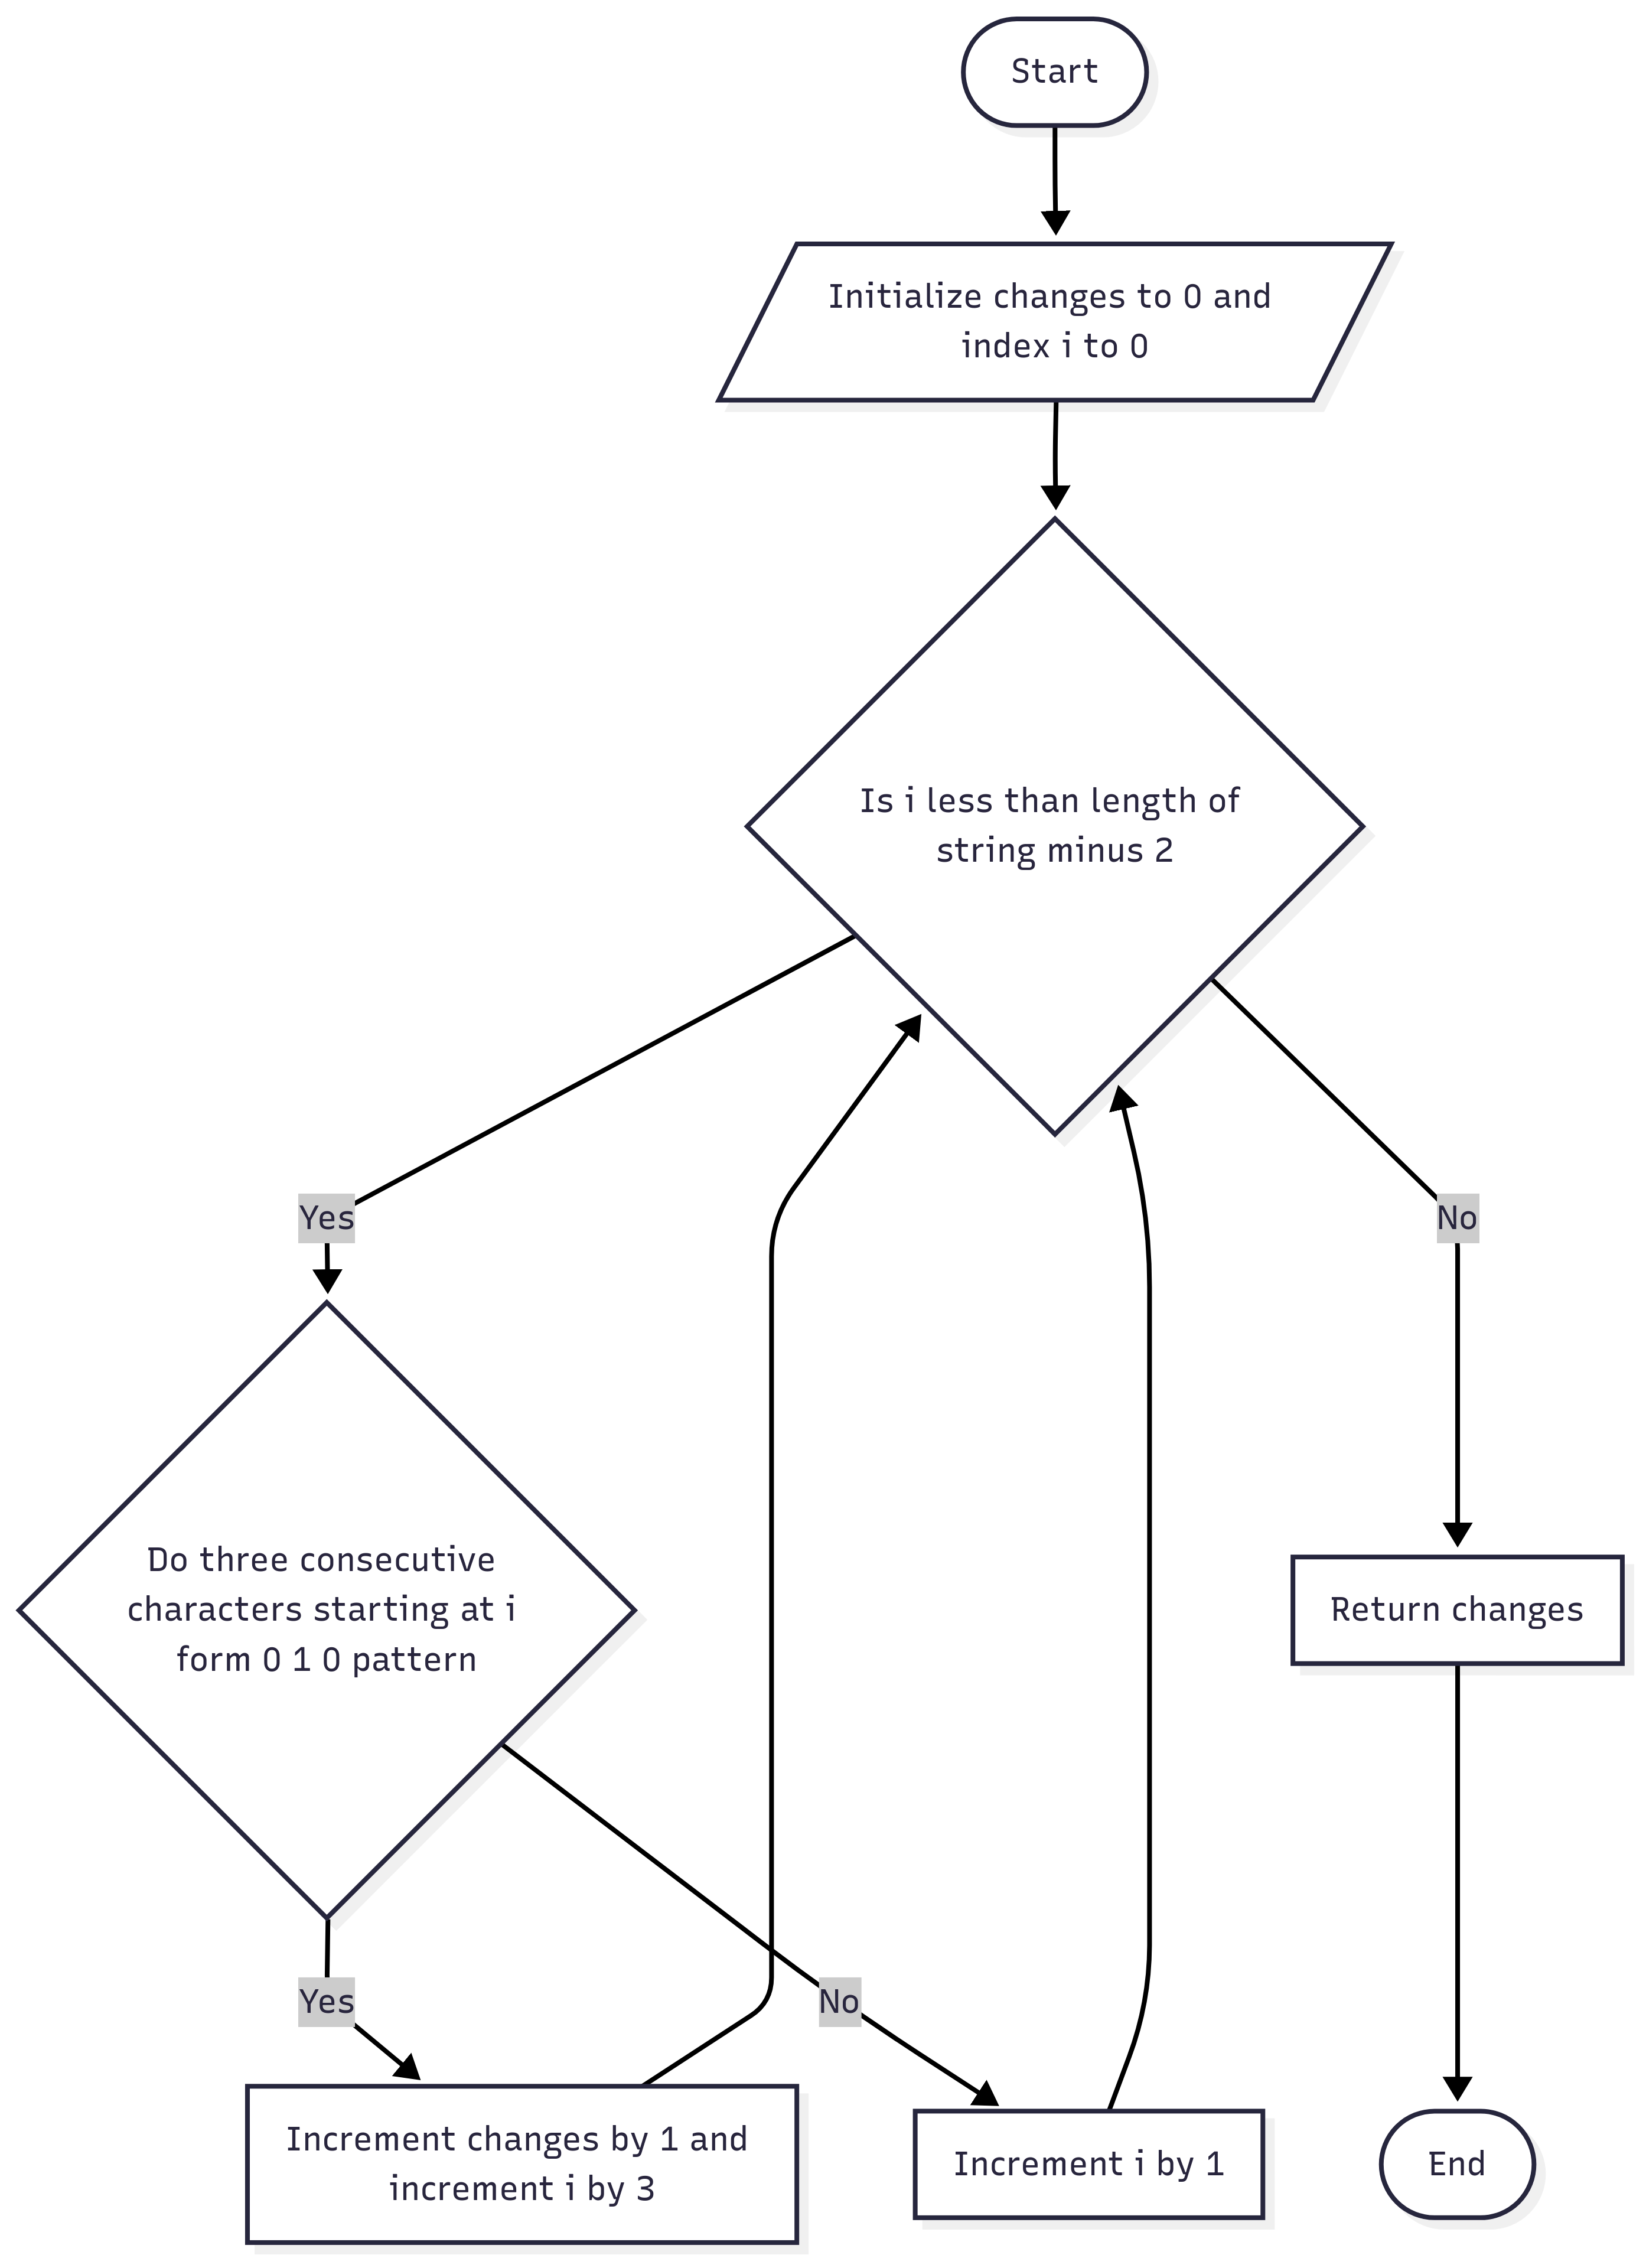 Start
Initialize changes to 0 and
index i to 0
Is i less than length of
string minus 2
Yes
No
Do three consecutive
characters starting at i
form 0 1 0 pattern
Return changes
Yes
No
Increment changes by 1 and
increment i by 3
Increment i by 1
End